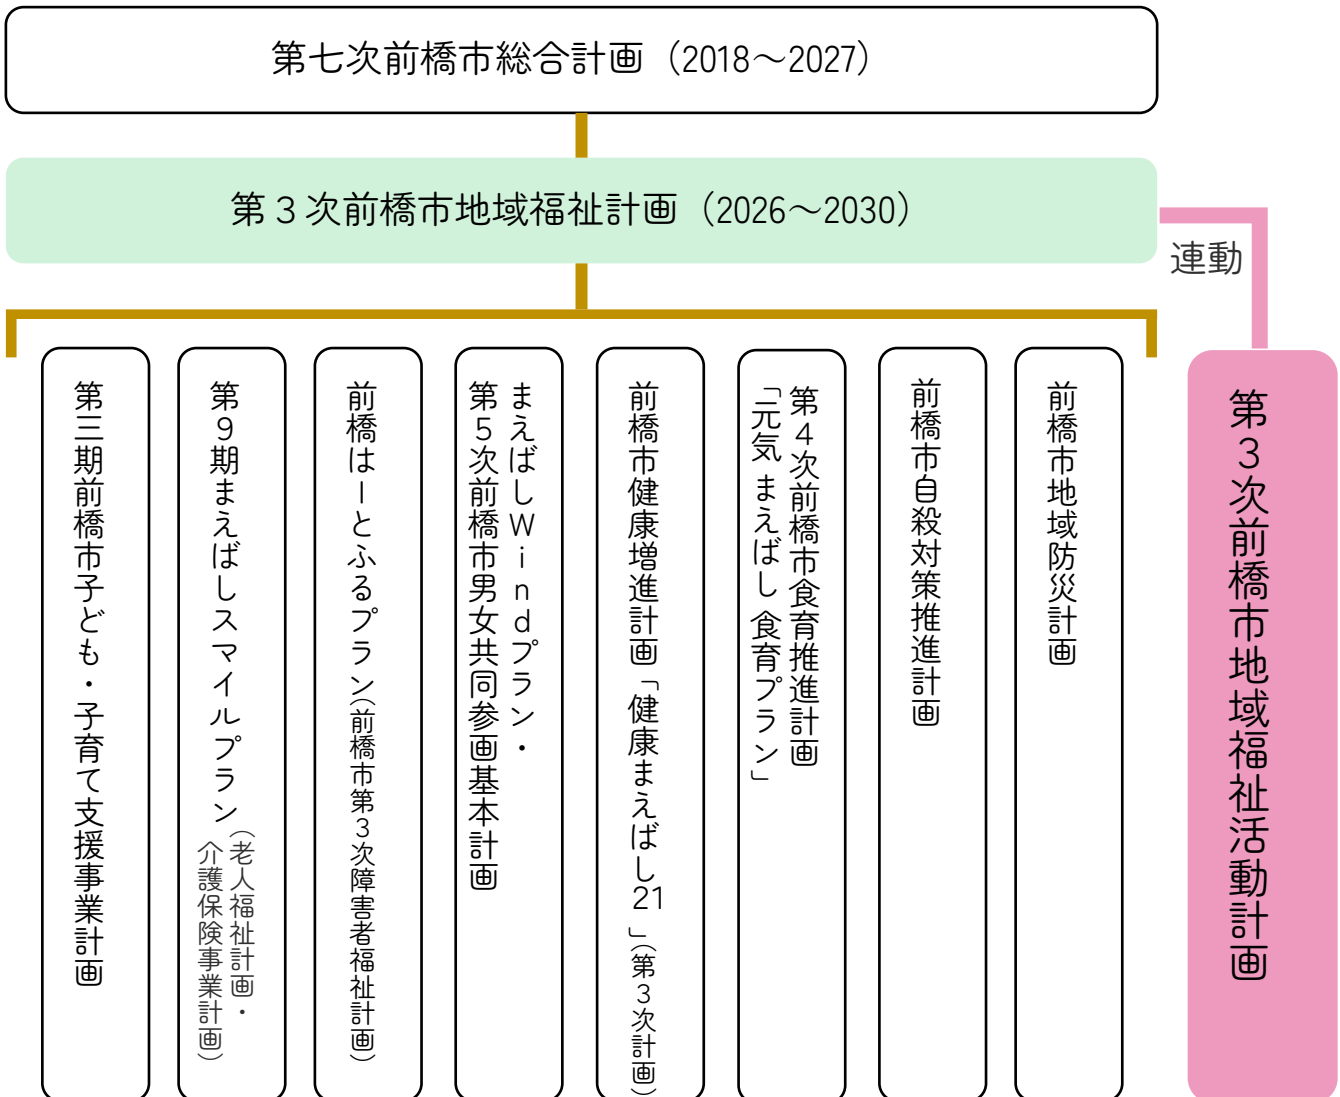 第七次前橋市総合計画（2018～2027）
第３次前橋市地域福祉計画（2026～2030）
連動
第三期前橋市子ども・子育て支援事業計画
第９期まえばしスマイルプラン
（老人福祉計画・
介護保険事業計画）
前橋はーとふるプラン（前橋市第３次障害者福祉計画）
まえばしＷｉｎｄプラン・
第５次前橋市男女共同参画基本計画
前橋市健康増進計画「健康まえばし21」（第３次計画）
第４次前橋市食育推進計画
「元気 まえばし 食育プラン」
前橋市自殺対策推進計画
前橋市地域防災計画
第３次前橋市地域福祉活動計画